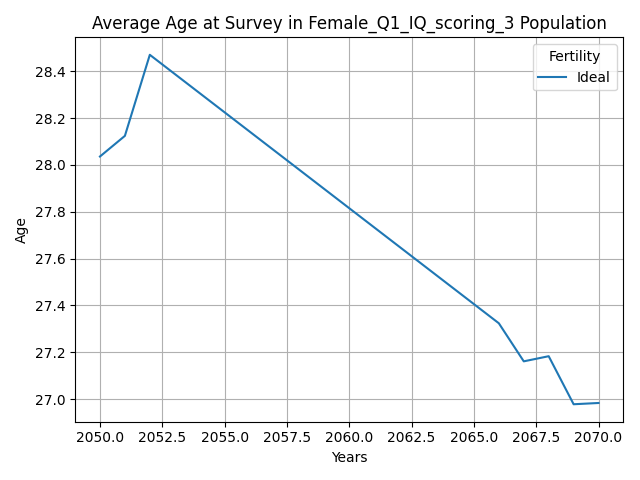 Average Age at Survey in Female_Q1_IQ_scoring_3 Population
Fertility
Ideal
28.4
28.2
28.0
27.8
27.6
27.4
27.2
27.0
Age
2050.0 2052.5 2055.0 2057.5 2060.0 2062.5 2065.0 2067.5 2070.0
Years